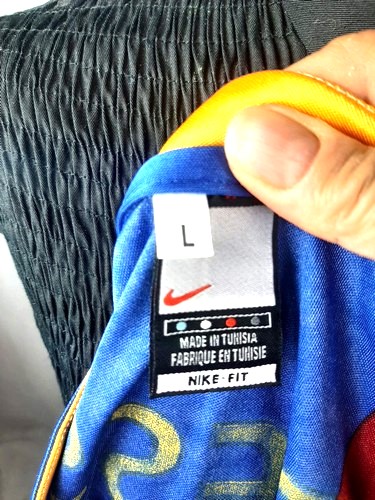 L
MADE IN TUNISIA
FABRIQUE EN TUNISIE
NIKE FIT